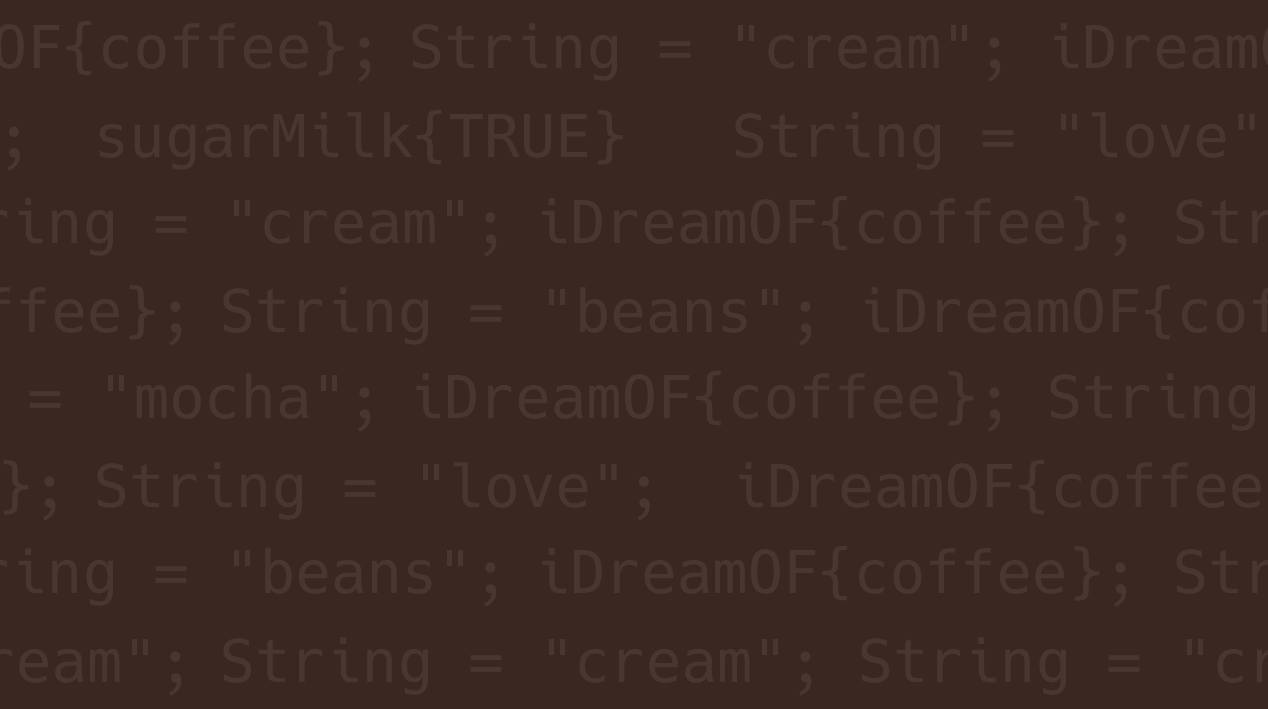 OF{coffee}; String = "cream"; iDreamO
; sugarMilk{TRUE} String = "love"
ring = "cream"; iDreamOF{coffee}; Str
ffee}; String = "beans"; iDreamOF{cof
= "mocha"; iDreamOF{coffee}; String
}; String = "love"; iDreamOF{coffee
ring = "beans"; iDreamOF{coffee}; Str
ream"; String = "cream"; String = "cr